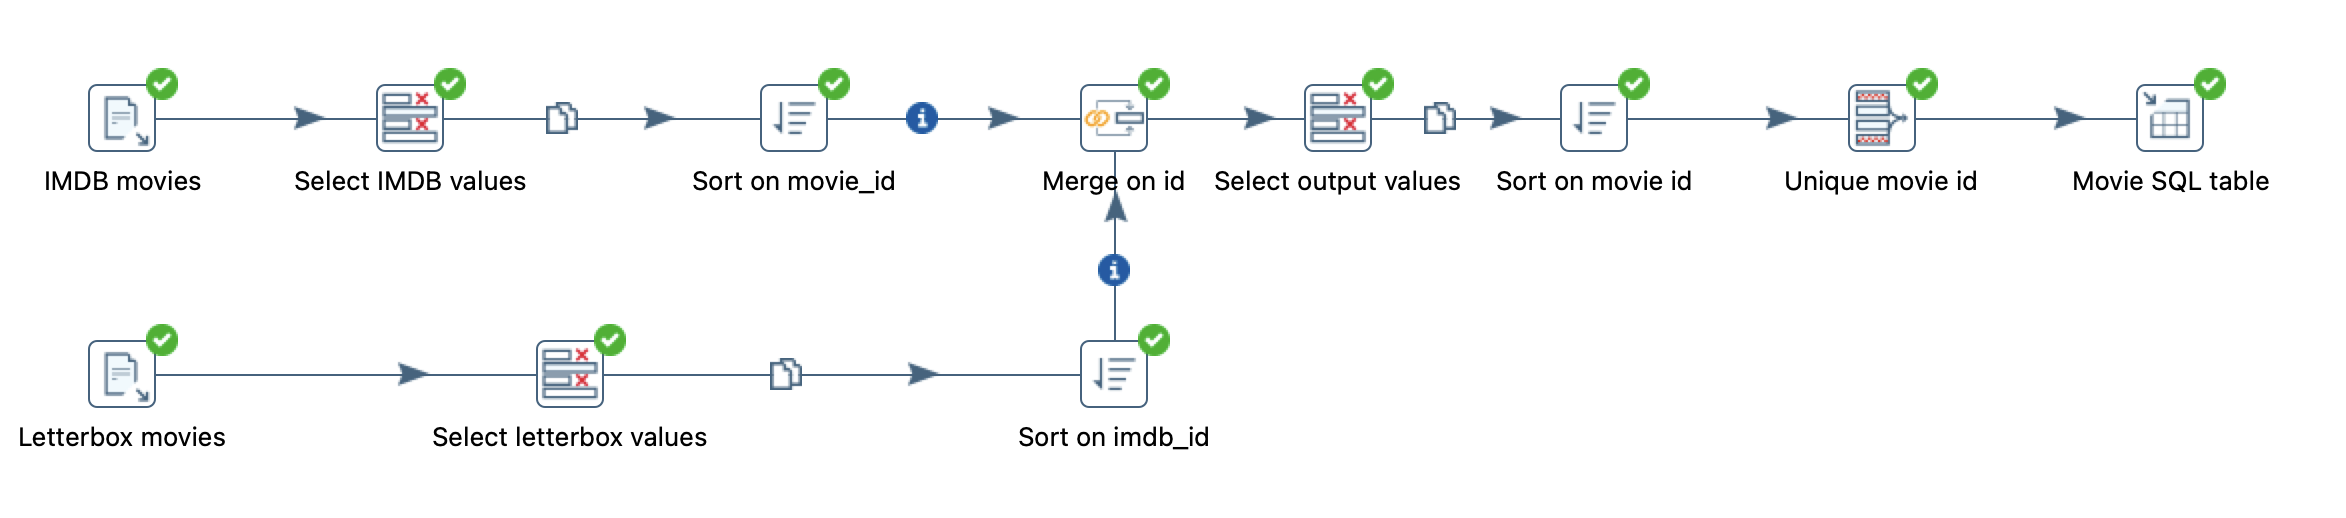 IMDB movies
Select IMDB values
Sort on movie_id
Merge on id
Select output values
Sort on movie id
Unique movie id
Movie SQL table
Letterbox movies
Select letterbox values
Sort on imdb_id